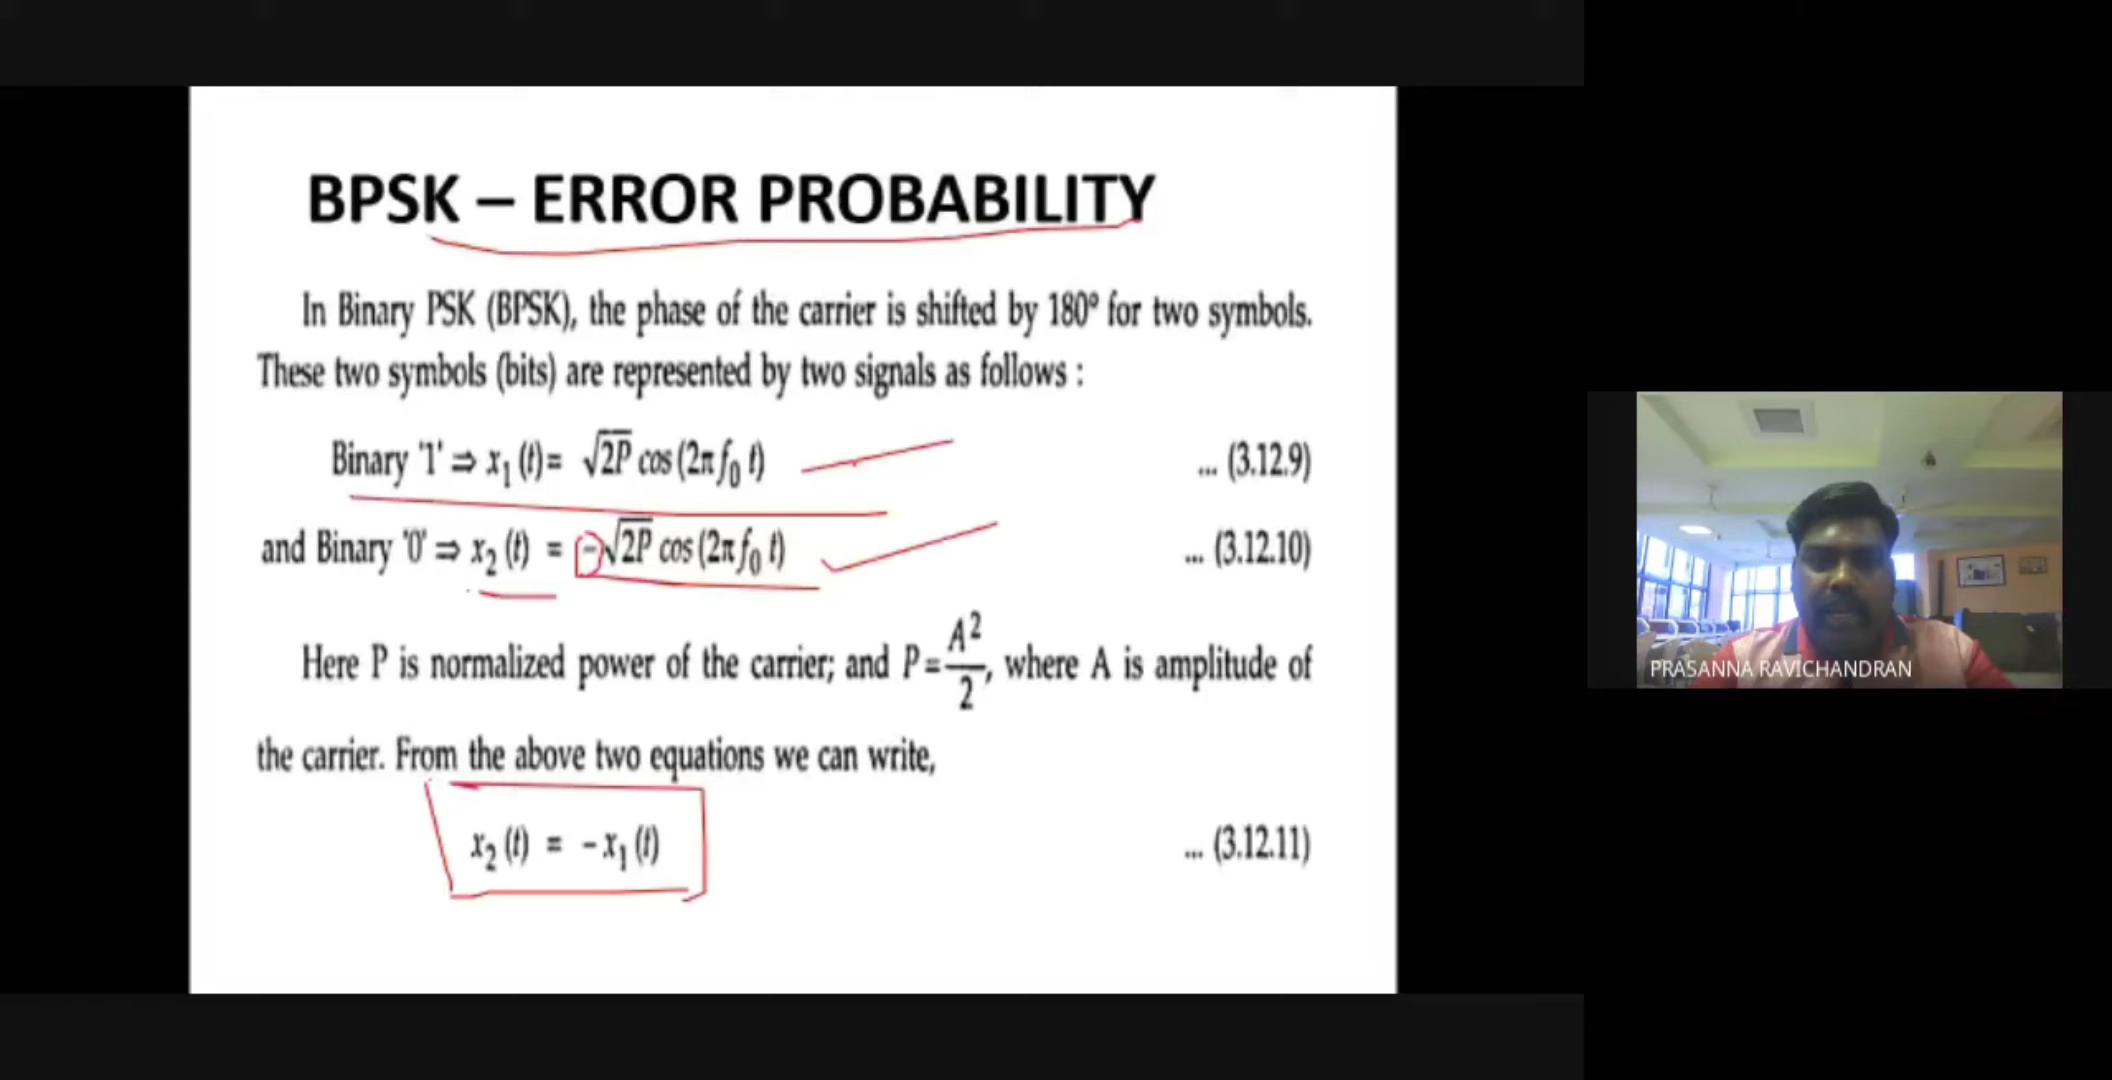 BPSK – ERROR PROBABILITY
In Binary PSK (BPSK), the phase of the carrier is shifted by 180° for two symbols.
These two symbols (bits) are represented by two signals as follows :
Binary '1' ⇒ x₁ (t) = √2P cos (2π f₀ t) ... (3.12.9)
and Binary '0' ⇒ x₂ (t) = -√2P cos (2π f₀ t) ... (3.12.10)
Here P is normalized power of the carrier; and P = A²/2, where A is amplitude of
the carrier. From the above two equations we can write,
x₂ (t) = -x₁ (t) ... (3.12.11)
PRASANNA RAVICHANDRAN